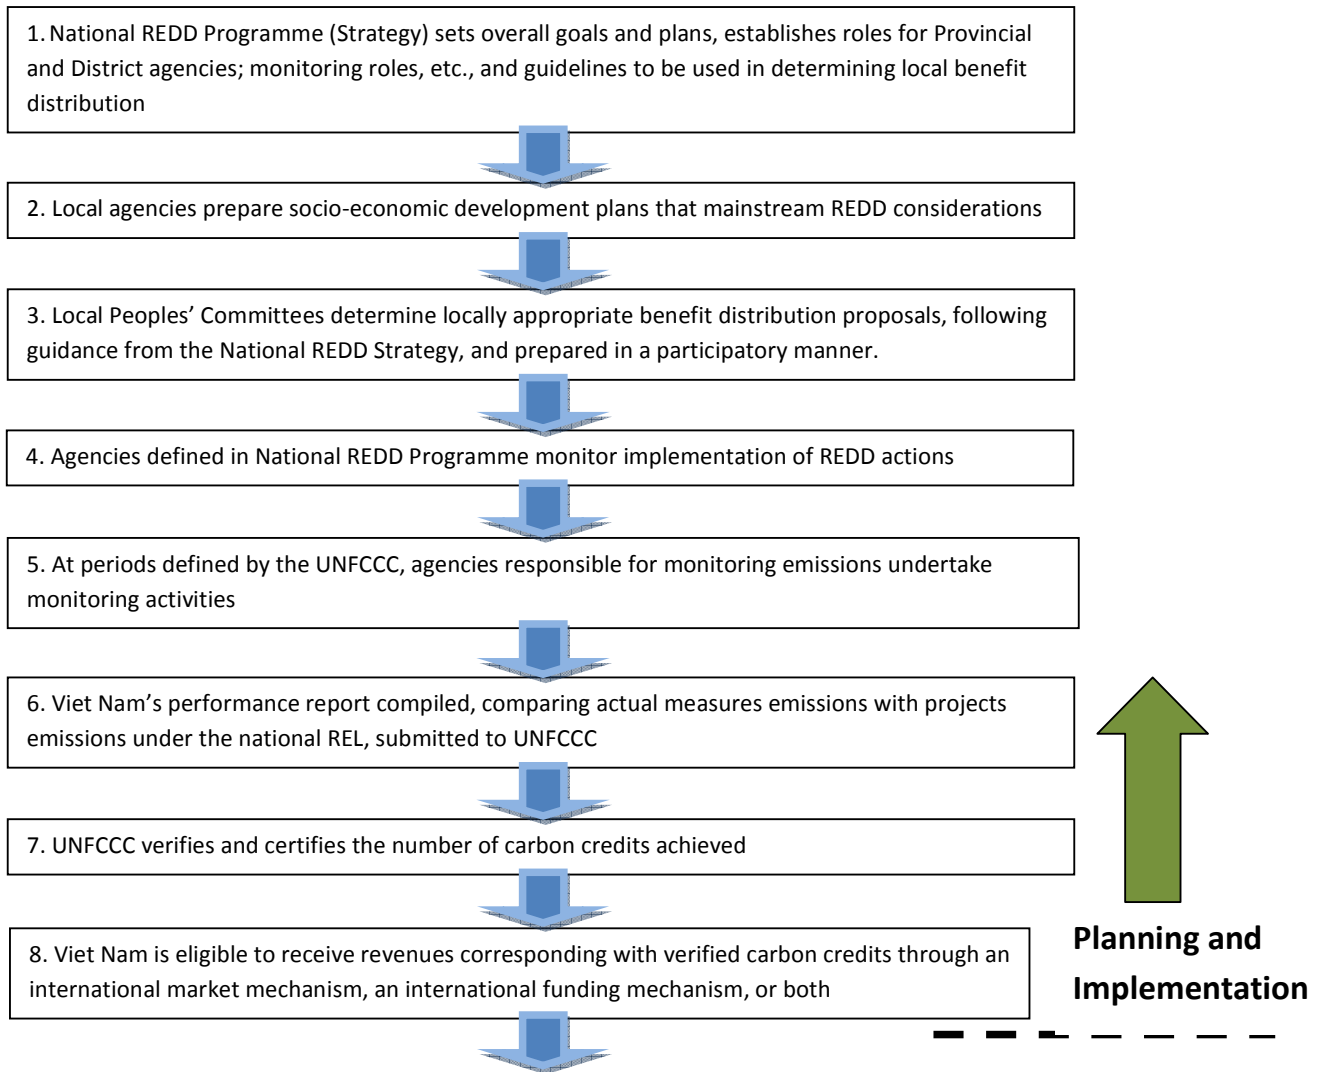 1. National REDD Programme (Strategy) sets overall goals and plans, establishes roles for Provincial
and District agencies; monitoring roles, etc., and guidelines to be used in determining local benefit
distribution
2. Local agencies prepare socio-economic development plans that mainstream REDD considerations
3. Local Peoples’ Committees determine locally appropriate benefit distribution proposals, following
guidance from the National REDD Strategy, and prepared in a participatory manner.
4. Agencies defined in National REDD Programme monitor implementation of REDD actions
5. At periods defined by the UNFCCC, agencies responsible for monitoring emissions undertake
monitoring activities
6. Viet Nam’s performance report compiled, comparing actual measures emissions with projects
emissions under the national REL, submitted to UNFCCC
7. UNFCCC verifies and certifies the number of carbon credits achieved
8. Viet Nam is eligible to receive revenues corresponding with verified carbon credits through an
international market mechanism, an international funding mechanism, or both
Planning and
Implementation